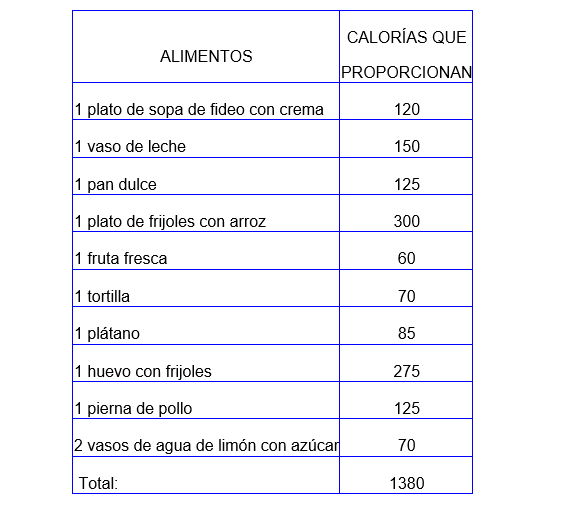 ALIMENTOS CALORÍAS QUE
PROPORCIONAN
1 plato de sopa de fideo con crema 120
1 vaso de leche 150
1 pan dulce 125
1 plato de frijoles con arroz 300
1 fruta fresca 60
1 tortilla 70
1 plátano 85
1 huevo con frijoles 275
1 pierna de pollo 125
2 vasos de agua de limón con azúcar 70
Total: 1380